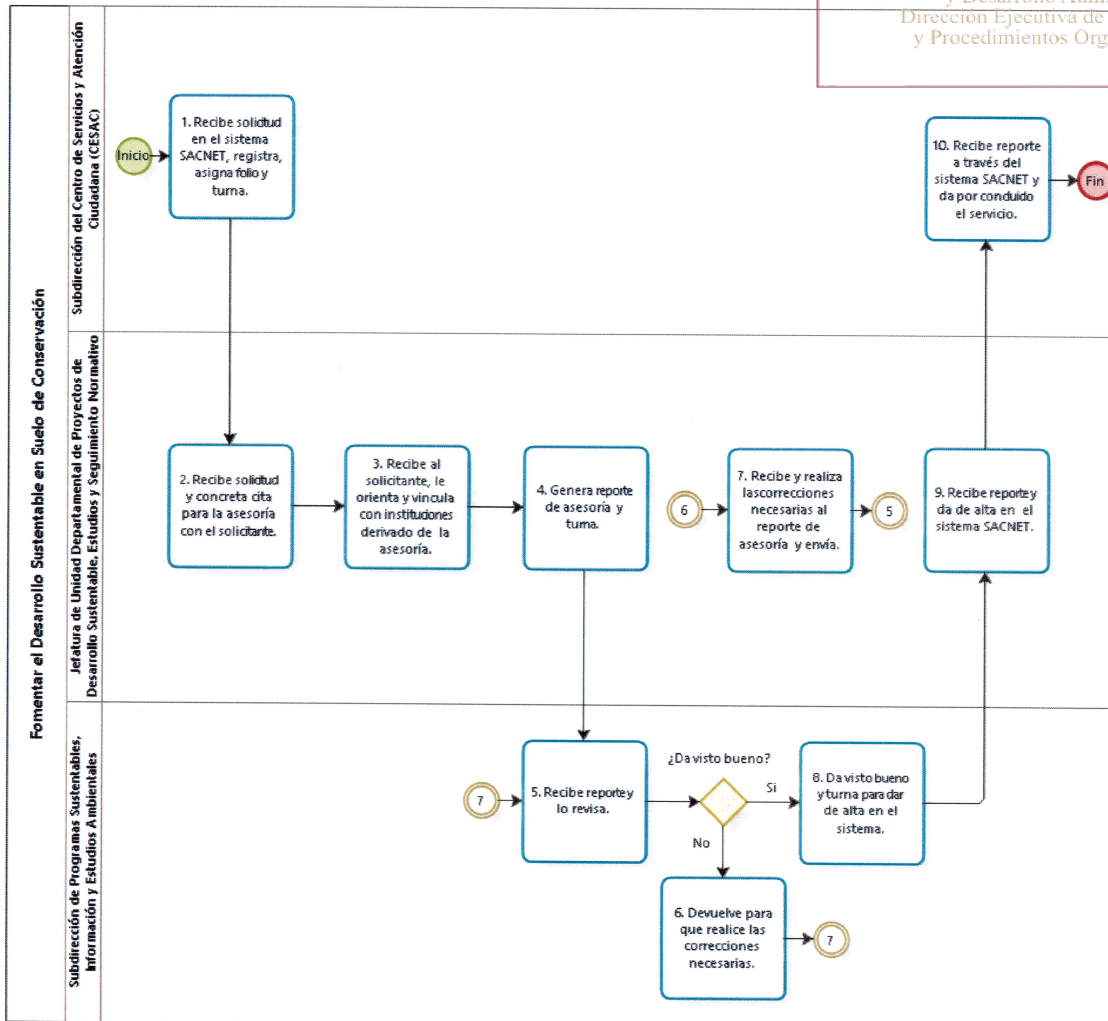 y Desarrollo
Dirección Ejecutiva de
y Procedimientos
Fomentar el Desarrollo Sustentable en Suelo de Conservación
Subdirección del Centro de Servicios y Atención
Ciudadana (CESAC)
Inicio
1. Recibe solicitud
en el sistema
SACNET, registra,
asigna folio y
turna.
10. Recibe reporte
a través del
sistema SACNET y
da por concluido
el servicio.
Fin
Jefatura de Unidad Departamental de Proyectos de
Desarrollo Sustentable, Estudios y Seguimiento Normativo
2. Recibe solicitud
y concreta cita
para la asesoría
con el solicitante.
3. Recibe al
solicitante, le
orienta y vincula
con instituciones
derivado de la
asesoría.
4. Genera reporte
de asesoría y
turna.
6
7. Recibe y realiza
lascorrecciones
necesarias al
reporte de
asesoría y envía.
5
9. Recibe reporte y
da de alta en el
sistema SACNET.
Subdirección de Programas Sustentables,
Información y Estudios Ambientales
7
5. Recibe reporte y
lo revisa.
¿Da visto bueno?
Si
No
8. Da visto bueno
y turna para dar
de alta en el
sistema.
6. Devuelve para
que realice las
correcciones
necesarias.
7